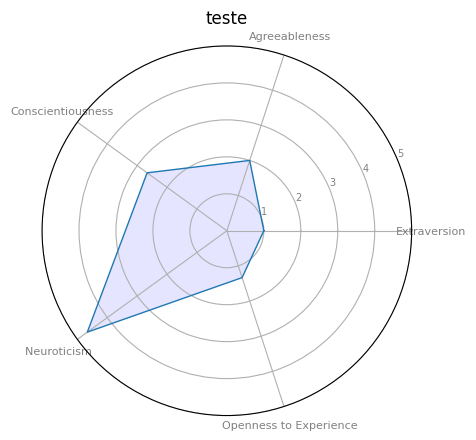 teste
Agreeableness
Conscientiousness
5
4
3
2
1
Extraversion
Neuroticism
Openness to Experience